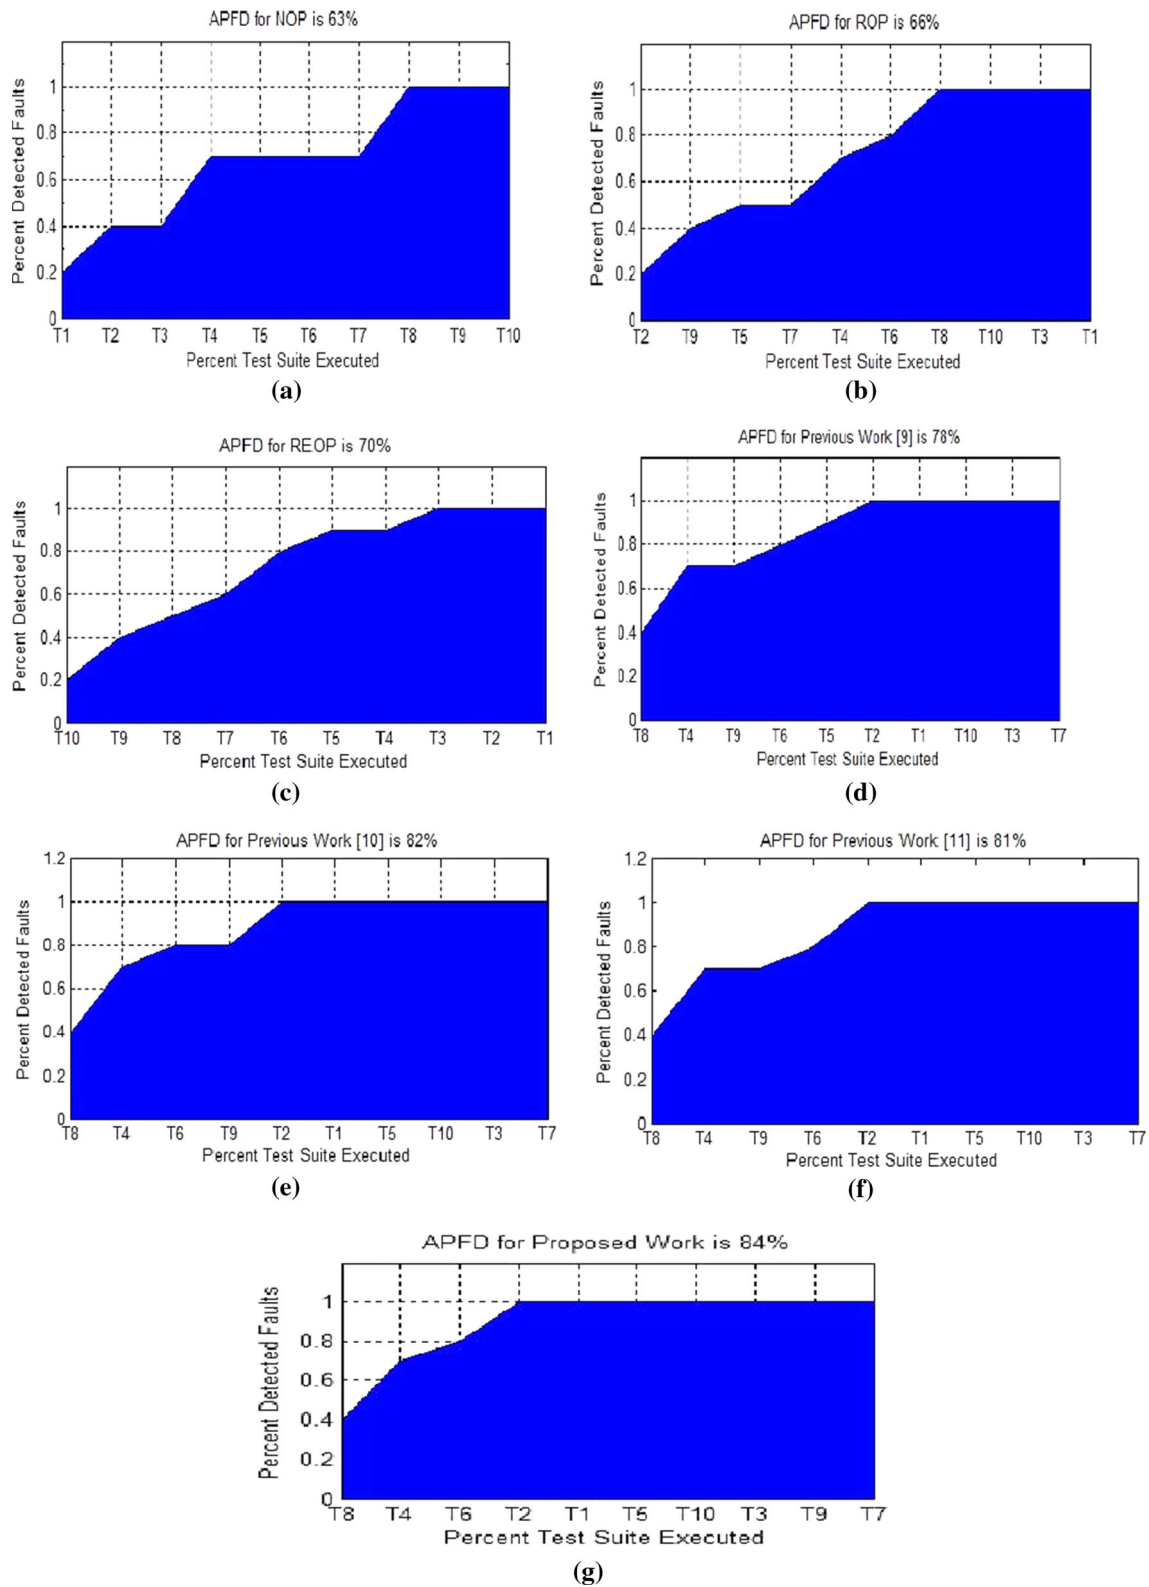 APFD for NOP is 63%
Percent Detected Faults
1
0.8
0.6
0.4
0.2
0
T1 T2 T3 T4 T5 T6 T7 T8 T9 T10
Percent Test Suite Executed
(a)
APFD for ROP is 66%
Percent Detected Faults
1
0.8
0.6
0.4
0.2
0
T2 T9 T5 T7 T4 T6 T8 T10 T3 T1
Percent Test Suite Executed
(b)
APFD for REOP is 70%
Percent Detected Faults
1
0.8
0.6
0.4
0.2
0
T10 T9 T8 T7 T6 T5 T4 T3 T2 T1
Percent Test Suite Executed
(c)
APFD for Previous Work [9] is 78%
Percent Detected Faults
1
0.8
0.6
0.4
0.2
0
T8 T4 T9 T6 T5 T2 T1 T10 T3 T7
Percent Test Suite Executed
(d)
APFD for Previous Work [10] is 82%
Percent Detected Faults
1.2
1
0.8
0.6
0.4
0.2
0
T8 T4 T6 T9 T2 T1 T5 T10 T3 T7
Percent Test Suite Executed
(e)
APFD for Previous Work [11] is 81%
Percent Detected Faults
1.2
1
0.8
0.6
0.4
0.2
0
T8 T4 T9 T6 T2 T1 T5 T10 T3 T7
Percent Test Suite Executed
(f)
APFD for Proposed Work is 84%
Percent Detected Faults
1
0.8
0.6
0.4
0.2
0
T8 T4 T6 T2 T1 T5 T10 T3 T9 T7
Percent Test Suite Executed
(g)